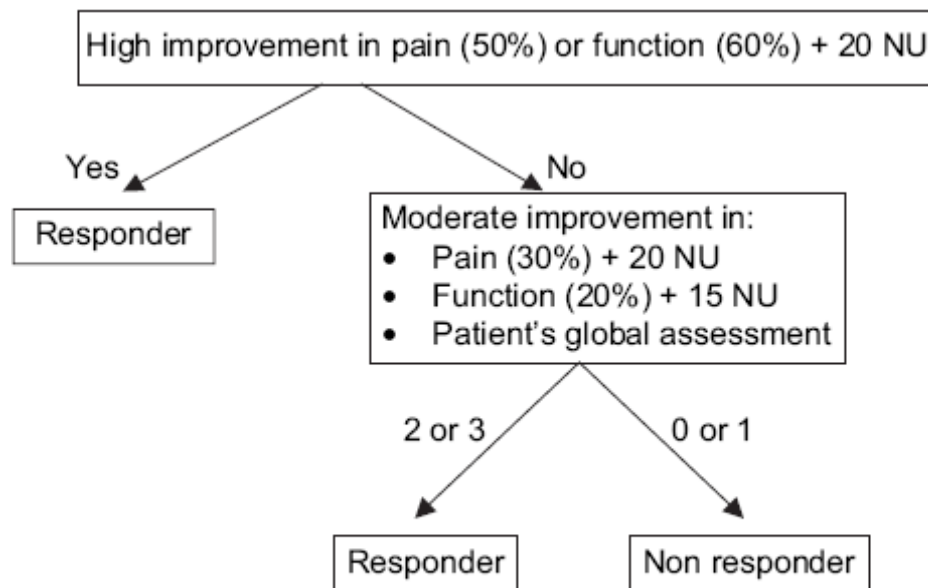 High improvement in pain (50%) or function (60%) + 20 NU
Yes
No
Responder
Moderate improvement in:
• Pain (30%) + 20 NU
• Function (20%) + 15 NU
• Patient’s global assessment
2 or 3
0 or 1
Responder
Non responder